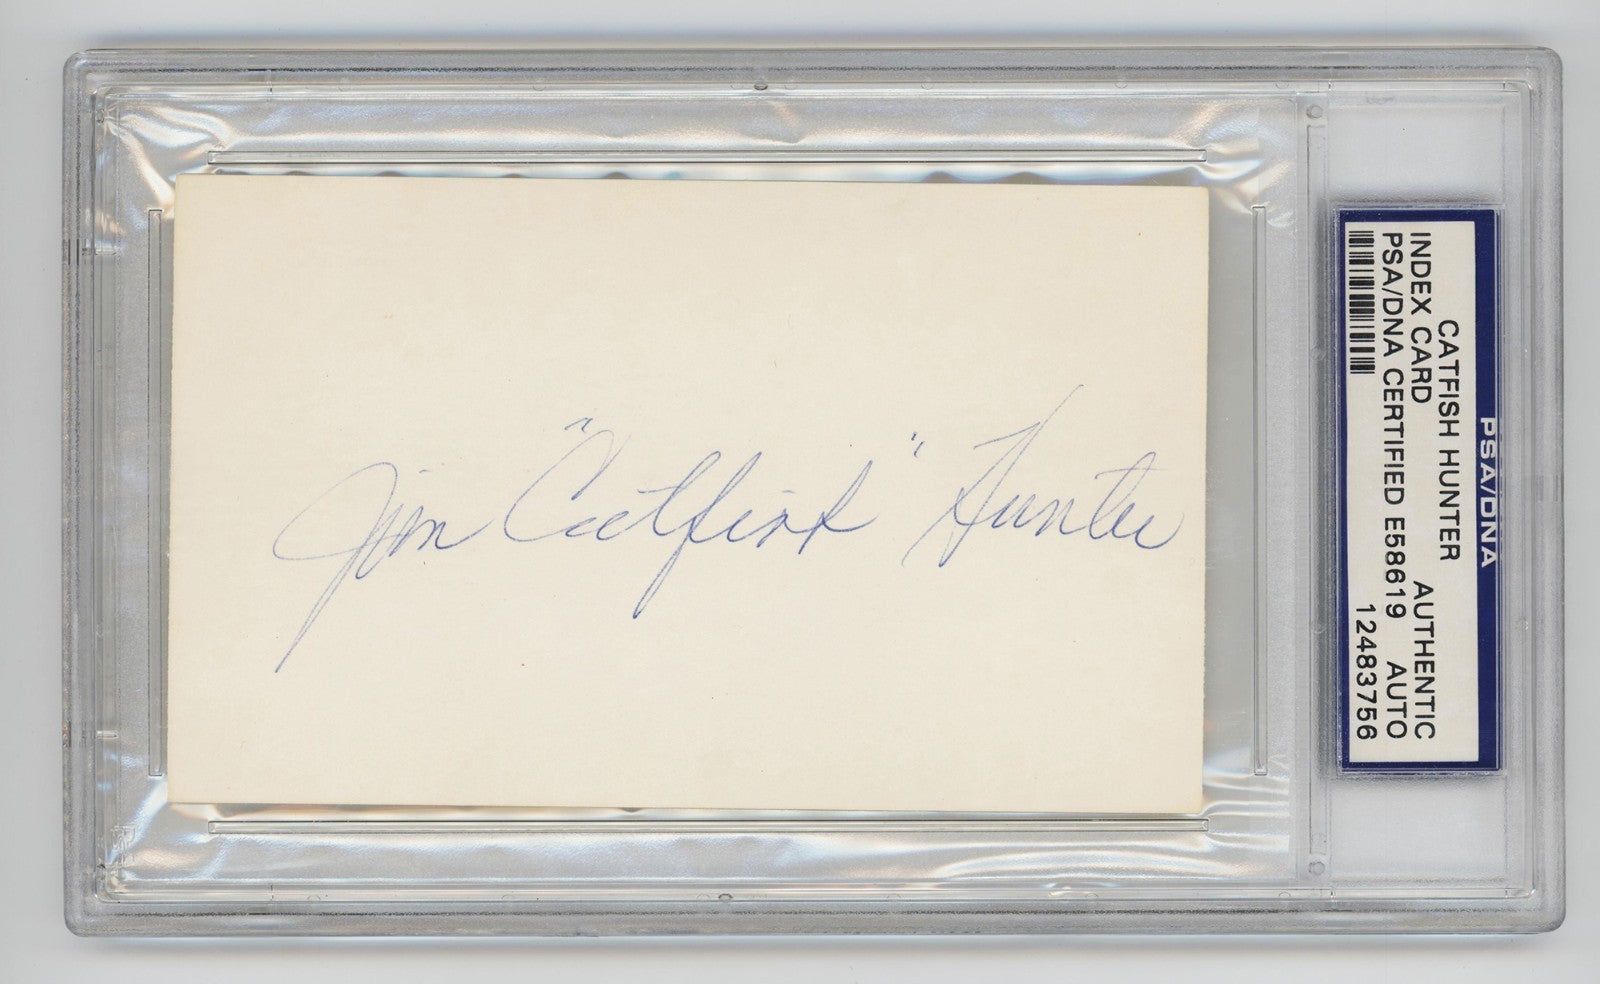 Jim "Catfish" Hunter
PSA/DNA
CATFISH HUNTER
INDEX CARD AUTHENTIC
PSA/DNA CERTIFIED E58619 AUTO
12483756